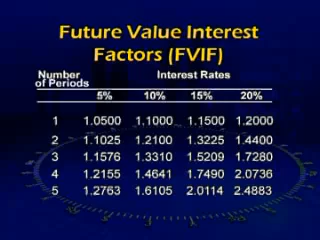 Future Value Interest
Factors (FVIF)
Number Interest Rates
of Periods
5% 10% 15% 20%
1 1.0500 1.1000 1.1500 1.2000
2 1.1025 1.2100 1.3225 1.4400
3 1.1576 1.3310 1.5209 1.7280
4 1.2155 1.4641 1.7490 2.0736
5 1.2763 1.6105 2.0114 2.4883